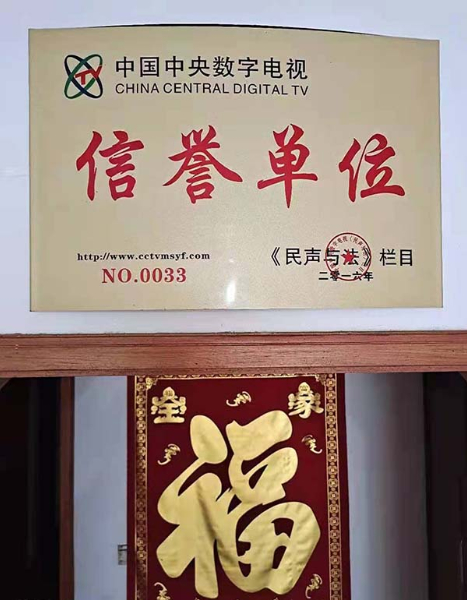 TV
中国中央数字电视
CHINA CENTRAL DIGITAL TV
信誉单位
http://www.cctvmsyf.com
NO.0033
《民声与法》栏目
二零一六年
全家
福